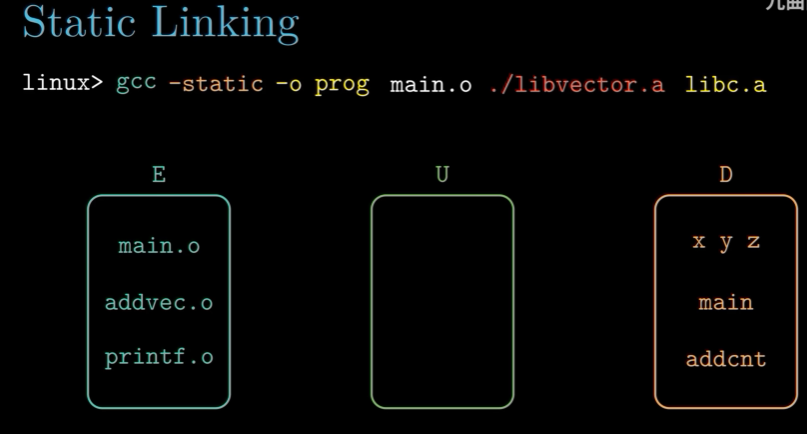 Static Linking
linux> gcc -static -o prog main.o ./libvector.a libc.a
E U D
main.o x y z
addvec.o main
printf.o addcnt